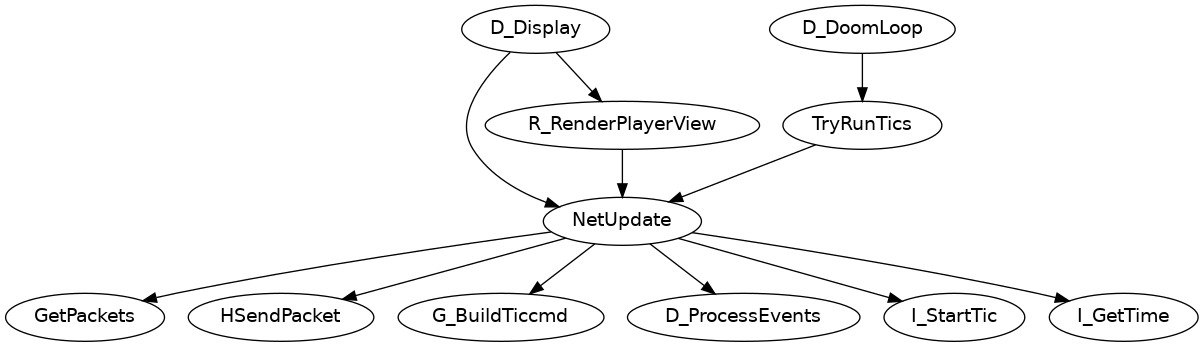 D_Display
D_DoomLoop
R_RenderPlayerView
TryRunTics
NetUpdate
GetPackets
HSendPacket
G_BuildTiccmd
D_ProcessEvents
I_StartTic
I_GetTime